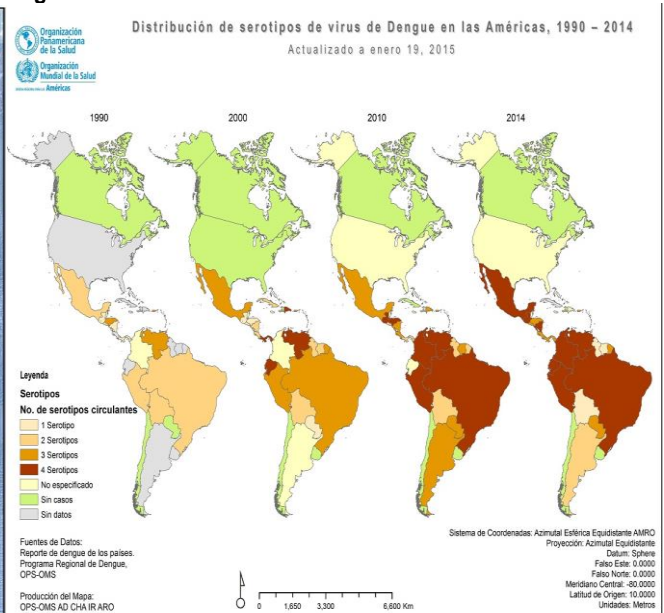 Organización
Panamericana
de la Salud
Organización
Mundial de la Salud
Américas
Distribución de serotipos de virus de Dengue en las Américas, 1990 – 2014
Actualizado a enero 19, 2015
1990
2000
2010
2014
Leyenda
Serotipos
No. de serotipos circulantes
1 Serotipo
2 Serotipos
3 Serotipos
4 Serotipos
No especificado
Sin casos
Sin datos
Fuentes de Datos:
Reporte de dengue de los países.
Programa Regional de Dengue,
OPS-OMS
Producción del Mapa:
OPS-OMS AD CHA IR ARO
0 1,650 3,300 6,600 Km
Sistema de Coordenadas: Azimutal Esférica Equidistante AMRO
Proyección: Azimutal Equidistante
Datum: Sphere
Falso Este: 0.0000
Falso Norte: 0.0000
Meridiano Central: -80.0000
Latitud de Origen: 10.0000
Unidades: Metros